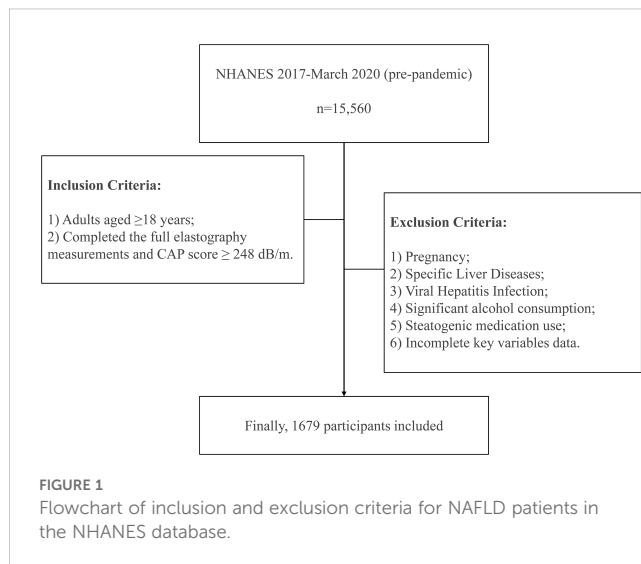 NHANES 2017-March 2020 (pre-pandemic)
n=15,560
Inclusion Criteria:
1) Adults aged ≥18 years;
2) Completed the full elastography
measurements and CAP score ≥ 248 dB/m.
Exclusion Criteria:
1) Pregnancy;
2) Specific Liver Diseases;
3) Viral Hepatitis Infection;
4) Significant alcohol consumption;
5) Steatogenic medication use;
6) Incomplete key variables data.
Finally, 1679 participants included
FIGURE 1
Flowchart of inclusion and exclusion criteria for NAFLD patients in
the NHANES database.